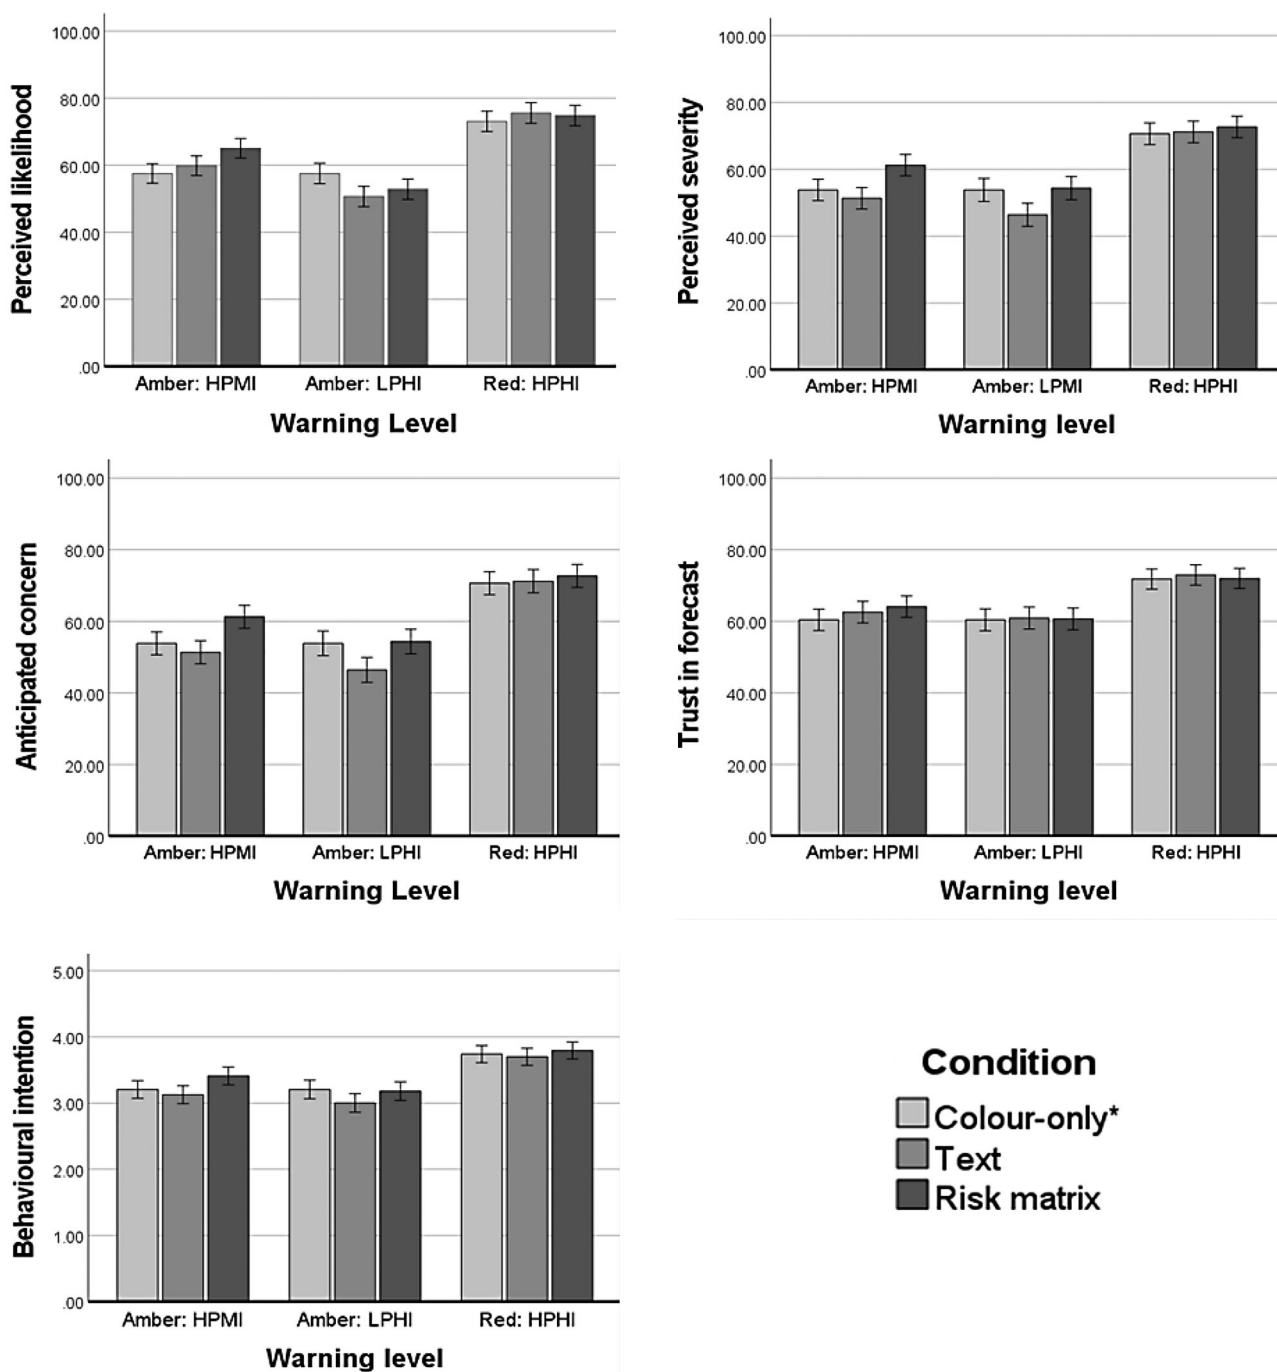 Perceived likelihood
100.00
80.00
60.00
40.00
20.00
.00
Amber: HPMI Amber: LPHI Red: HPHI
Warning Level
Perceived severity
100.00
80.00
60.00
40.00
20.00
.00
Amber: HPMI Amber: LPMI Red: HPHI
Warning level
Anticipated concern
100.00
80.00
60.00
40.00
20.00
.00
Amber: HPMI Amber: LPHI Red: HPHI
Warning Level
Trust in forecast
100.00
80.00
60.00
40.00
20.00
.00
Amber: HPMI Amber: LPHI Red: HPHI
Warning level
Behavioural intention
5.00
4.00
3.00
2.00
1.00
.00
Amber: HPMI Amber: LPHI Red: HPHI
Warning level
Condition
Colour-only*
Text
Risk matrix